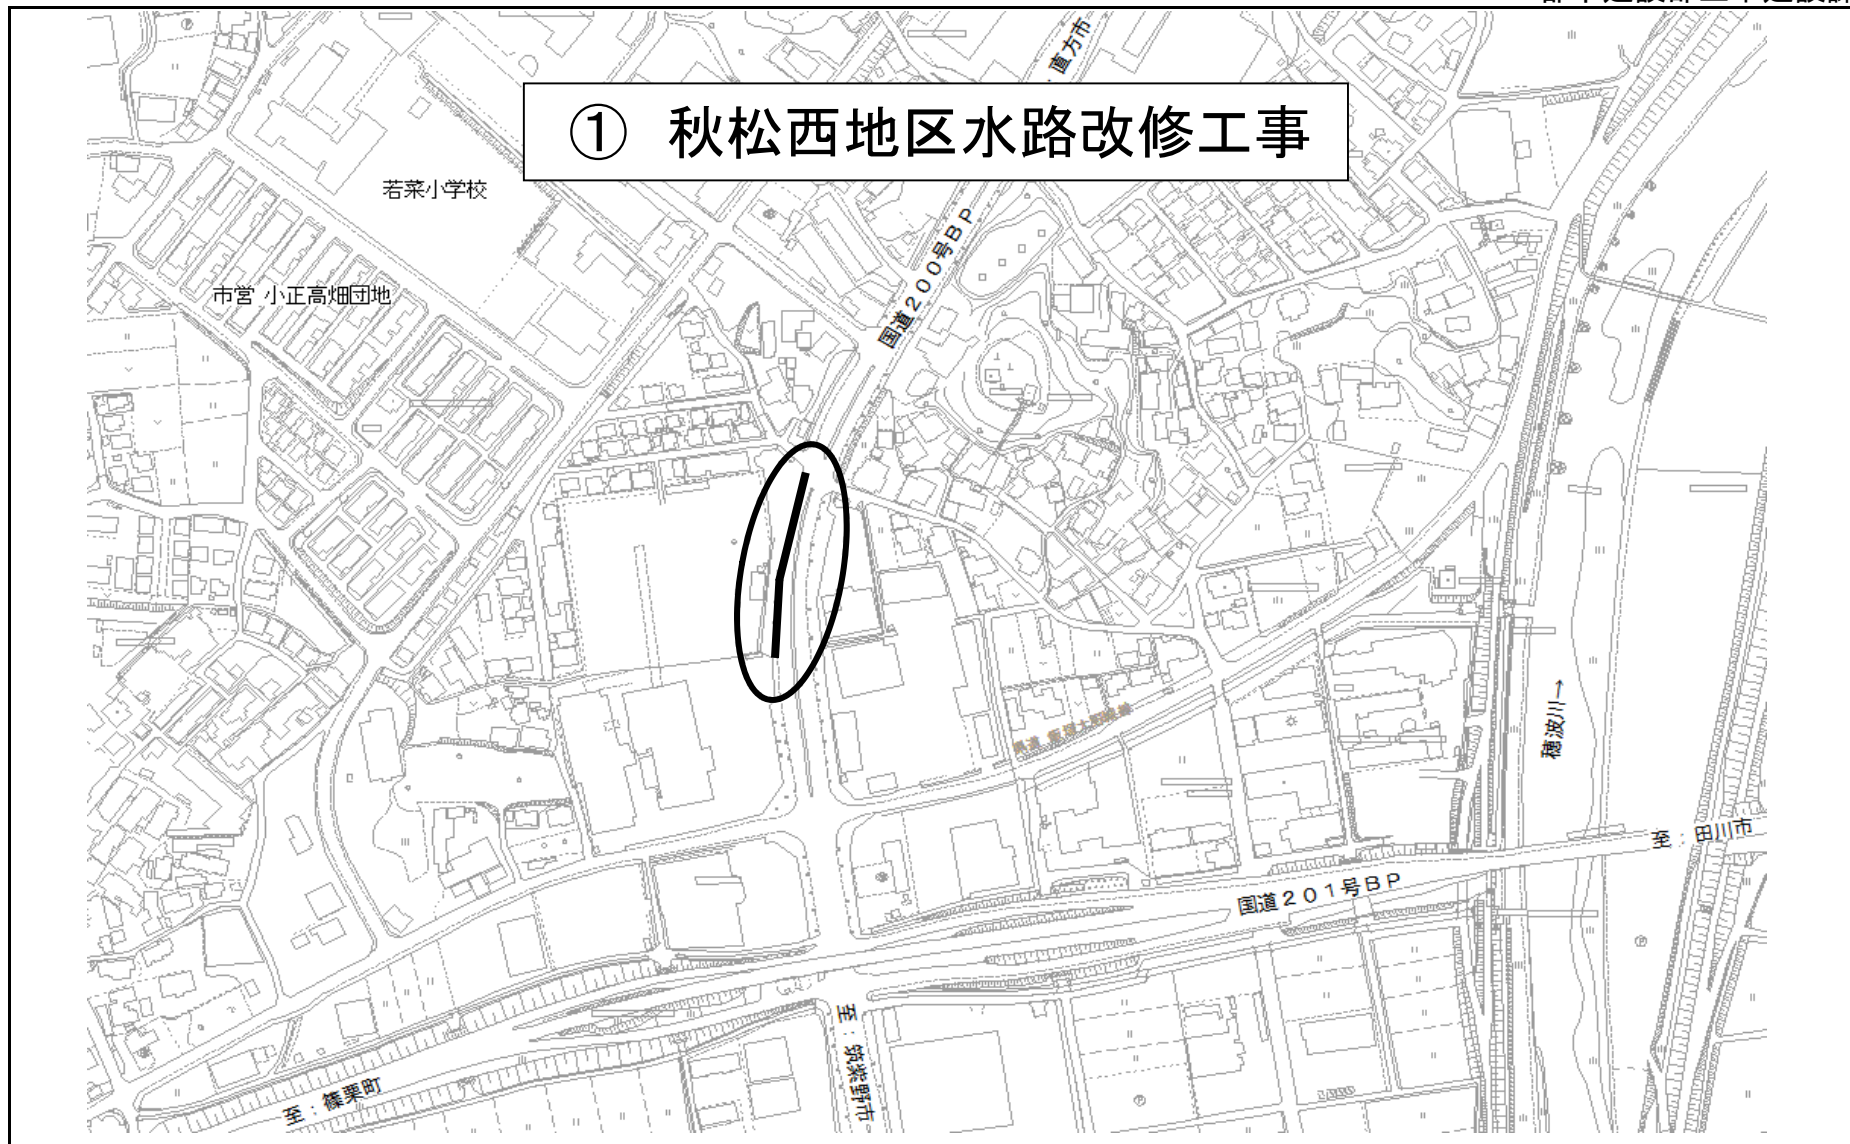 直方市
① 秋松西地区水路改修工事
若菜小学校
国道200号BP
市営 小正高畑団地
穂波川→
至：田川市
国道201号BP
至：筑紫野市
至：篠栗町